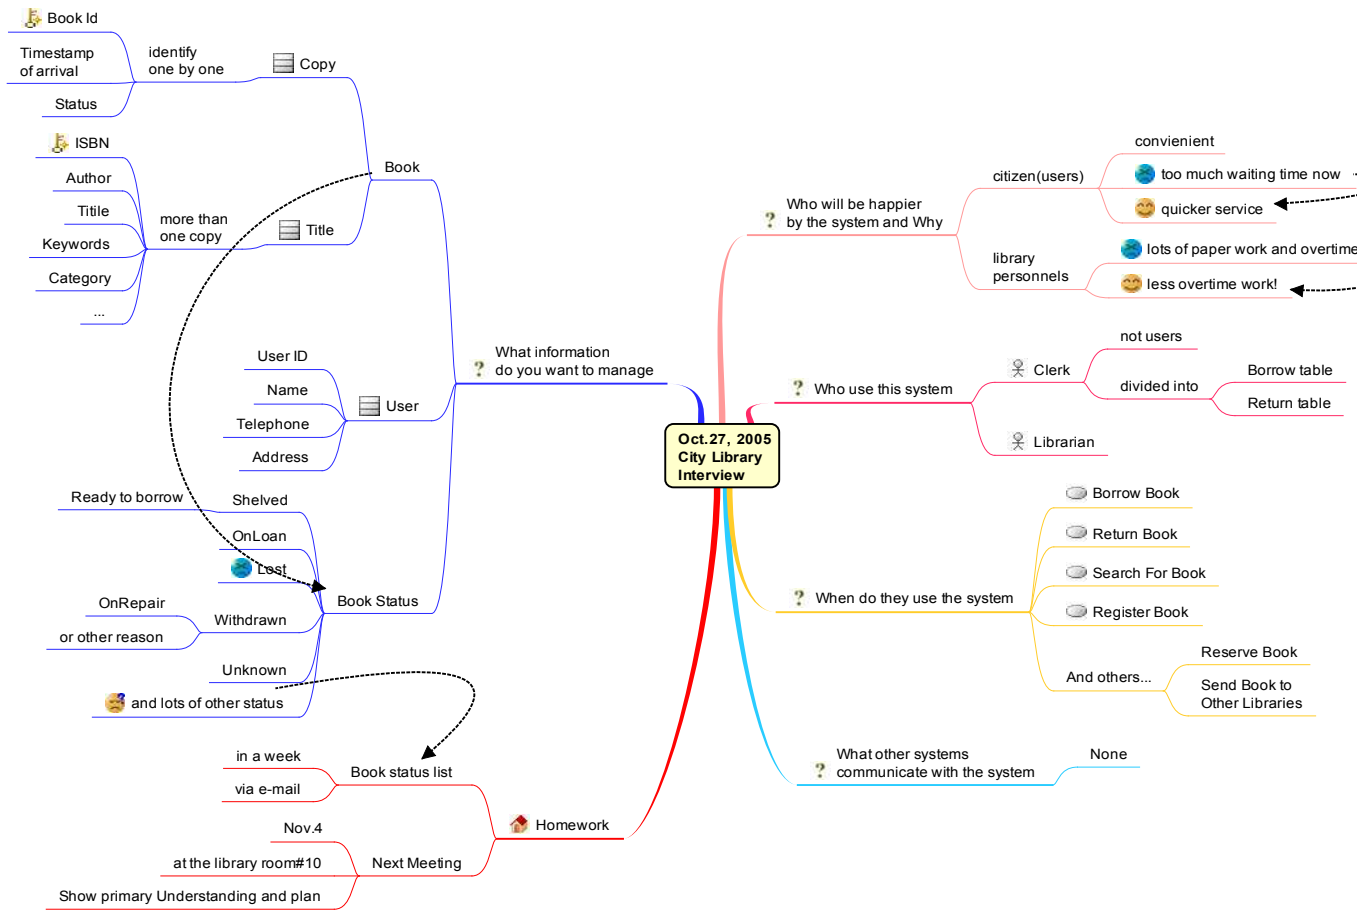 Oct.27, 2005
City Library
Interview
What information
do you want to manage
Book
Copy
identify
one by one
Book Id
Timestamp
of arrival
Status
Title
more than
one copy
ISBN
Author
Titile
Keywords
Category
...
User
User ID
Name
Telephone
Address
Book Status
Shelved
Ready to borrow
OnLoan
Lost
Withdrawn
OnRepair
or other reason
Unknown
and lots of other status
Homework
Book status list
in a week
via e-mail
Next Meeting
Nov.4
at the library room#10
Show primary Understanding and plan
Who will be happier
by the system and Why
citizen(users)
convienient
too much waiting time now
quicker service
library
personnels
lots of paper work and overtime
less overtime work!
Who use this system
Clerk
not users
divided into
Borrow table
Return table
Librarian
When do they use the system
Borrow Book
Return Book
Search For Book
Register Book
And others...
Reserve Book
Send Book to
Other Libraries
What other systems
communicate with the system
None